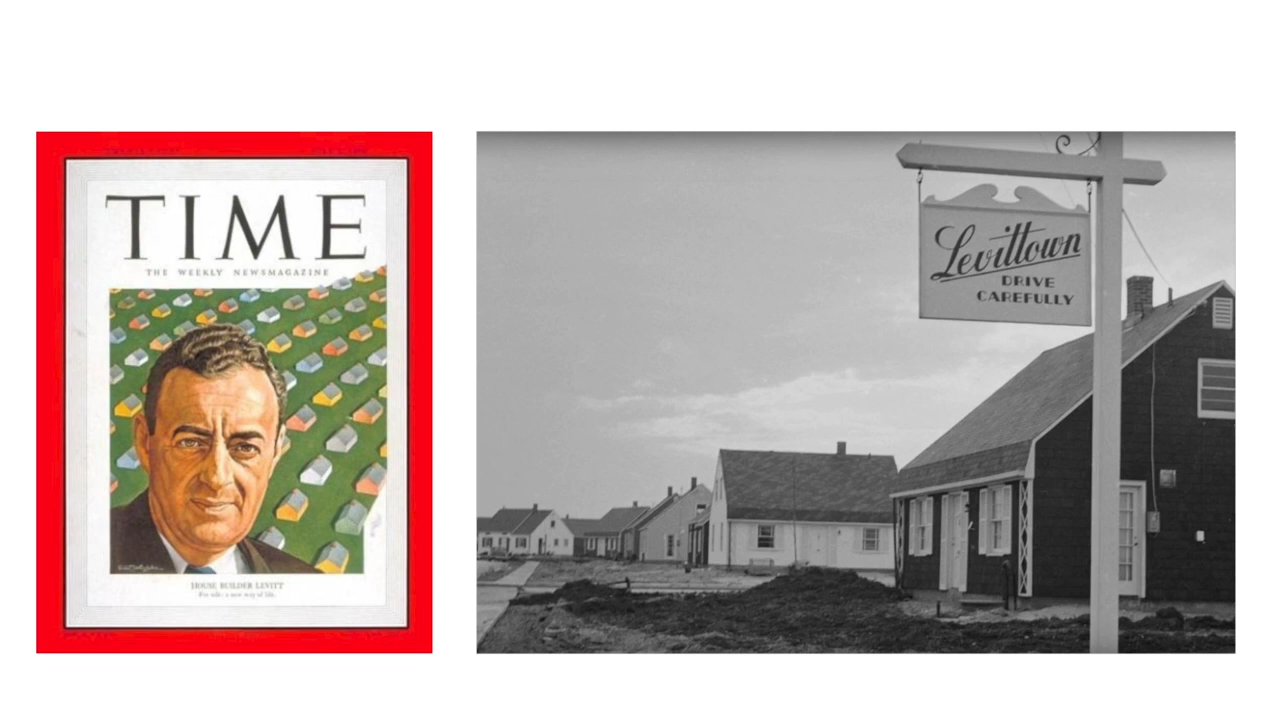 TIME
THE WEEKLY NEWSMAGAZINE
HOUSE BUILDER LEVITT
For sale: a new way of life.
Levittown
DRIVE
CAREFULLY